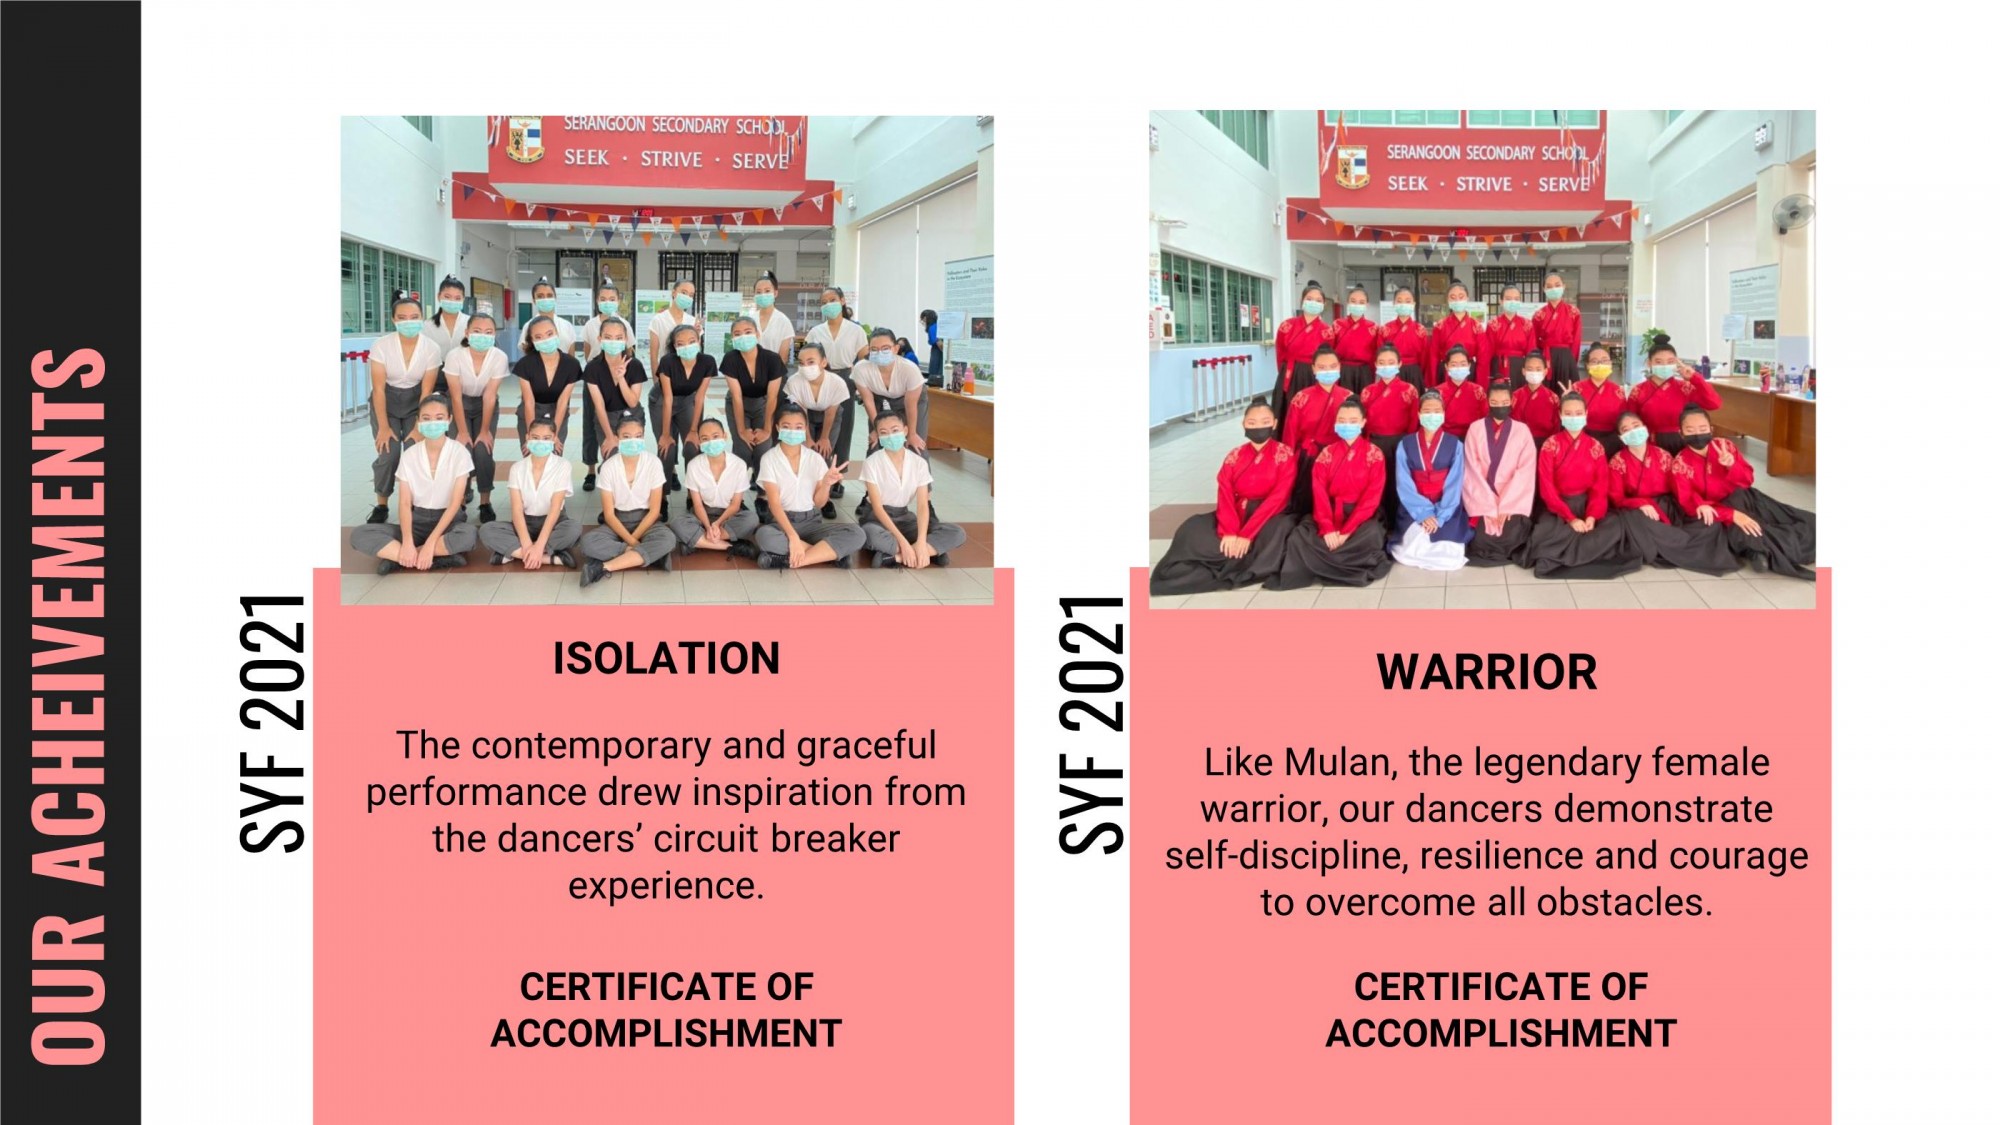 OUR ACHEIVEMENTS
SERANGOON SECONDARY SCHOOL
SEEK · STRIVE · SERVE
SYF 2021
ISOLATION
The contemporary and graceful
performance drew inspiration from
the dancers’ circuit breaker
experience.
CERTIFICATE OF
ACCOMPLISHMENT
SERANGOON SECONDARY SCHOOL
SEEK · STRIVE · SERVE
SYF 2021
WARRIOR
Like Mulan, the legendary female
warrior, our dancers demonstrate
self-discipline, resilience and courage
to overcome all obstacles.
CERTIFICATE OF
ACCOMPLISHMENT